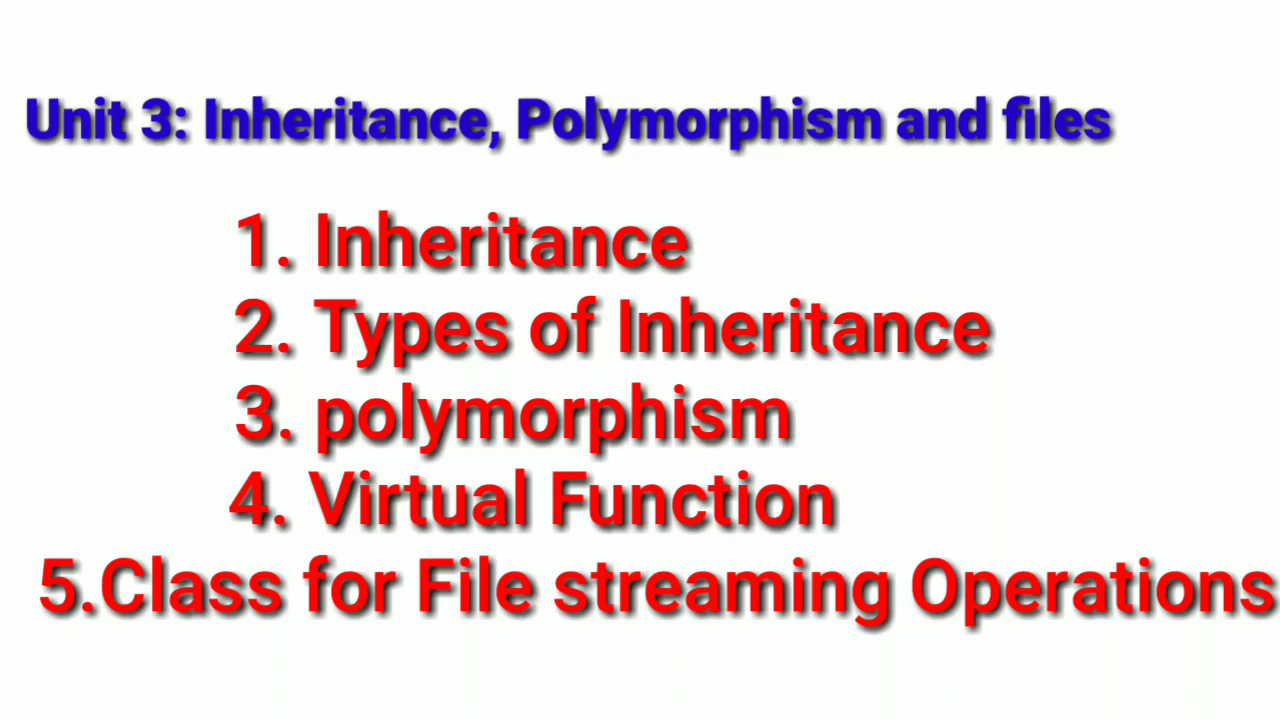 Unit 3: Inheritance, Polymorphism and files
1. Inheritance
2. Types of Inheritance
3. polymorphism
4. Virtual Function
5.Class for File streaming Operations